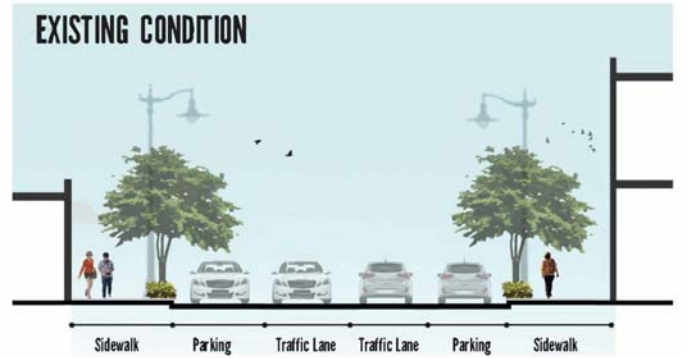 EXISTING CONDITION
Sidewalk Parking Traffic Lane Traffic Lane Parking Sidewalk